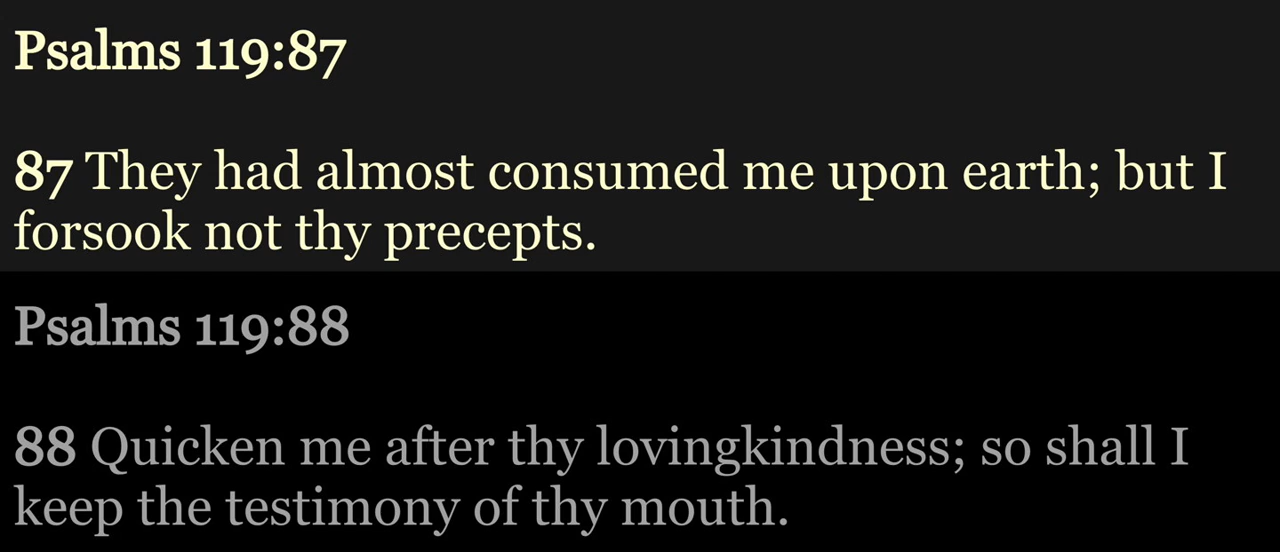 Psalms 119:87
87 They had almost consumed me upon earth; but I
forsook not thy precepts.
Psalms 119:88
88 Quicken me after thy lovingkindness; so shall I
keep the testimony of thy mouth.